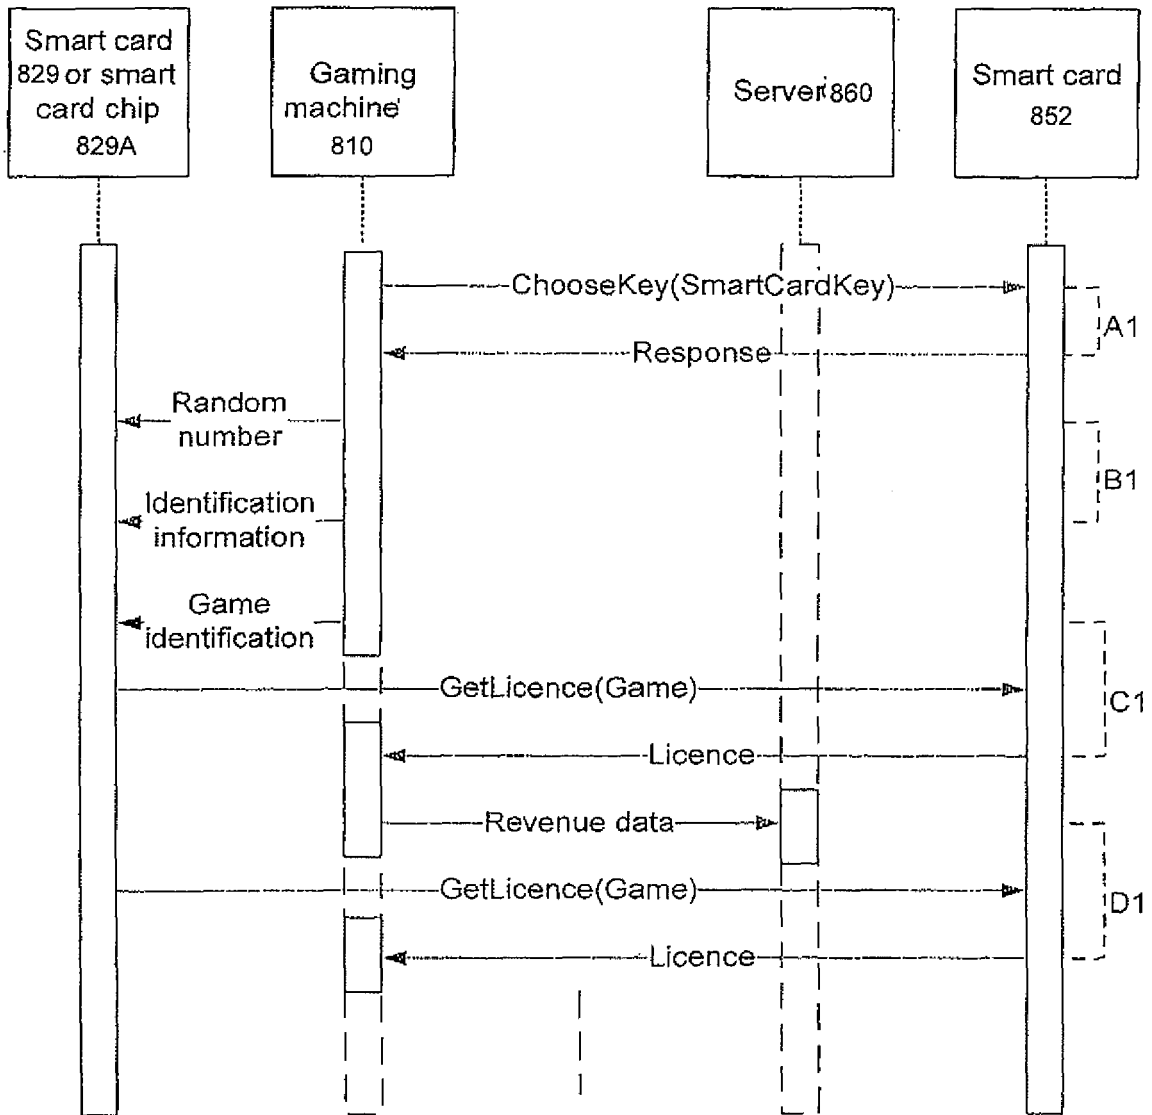 Smart card
829 or smart
card chip
829A
Gaming
machine
810
Server 860
Smart card
852
ChooseKey(SmartCardKey)
A1
Response
Random
number
B1
Identification
information
Game
identification
GetLicence(Game)
C1
Licence
Revenue data
GetLicence(Game)
D1
Licence